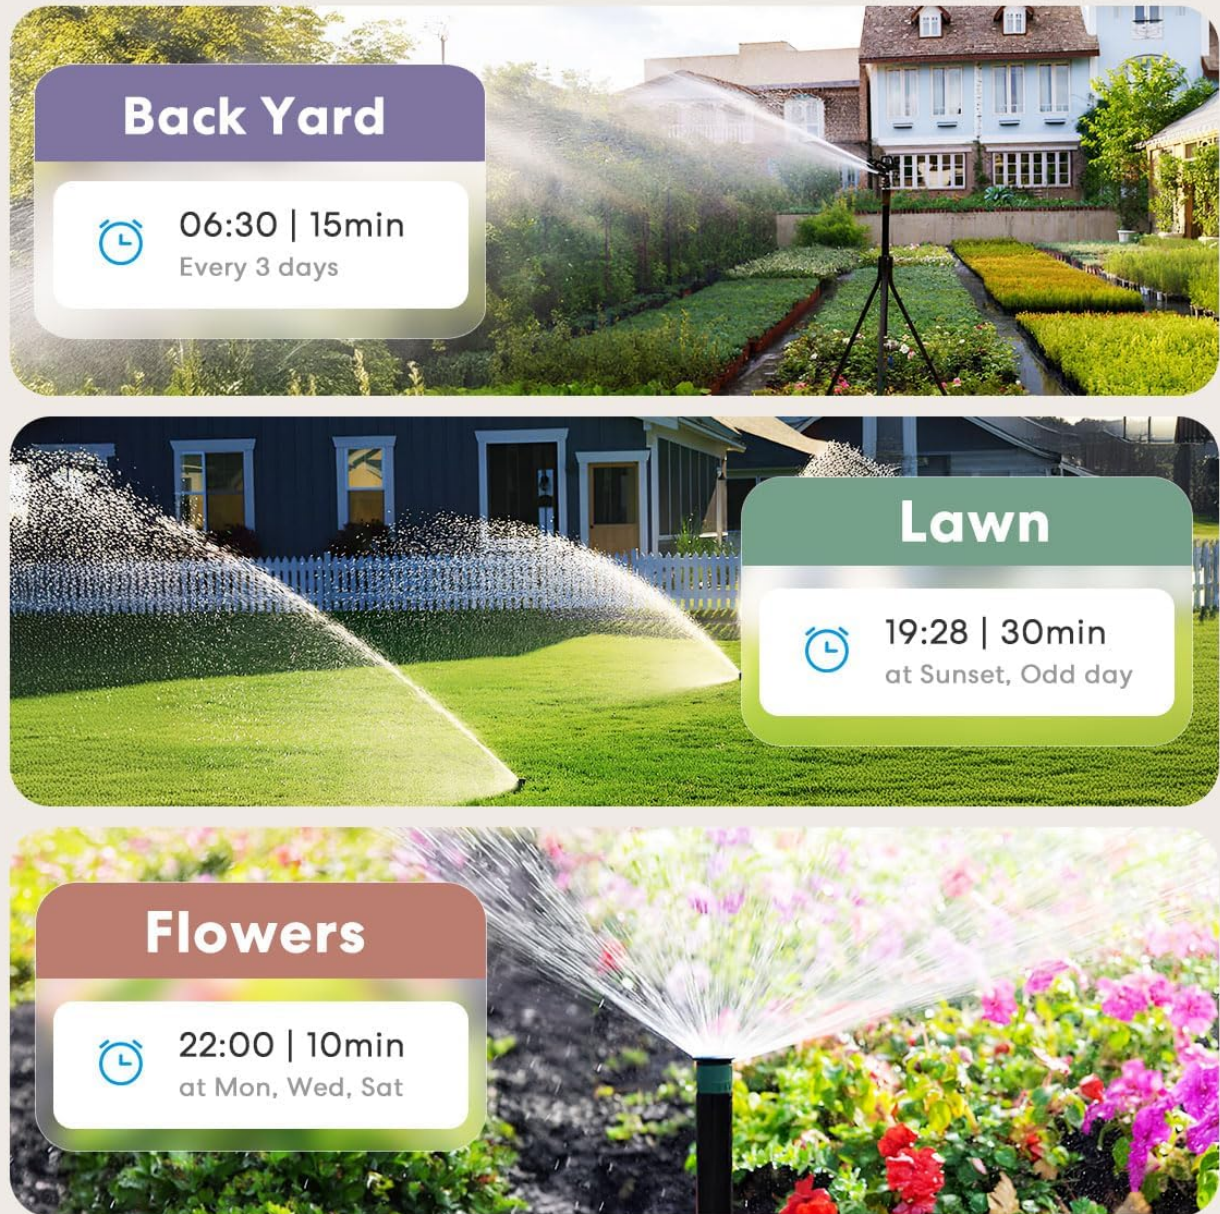 Back Yard
06:30 | 15min
Every 3 days
Lawn
19:28 | 30min
at Sunset, Odd day
Flowers
22:00 | 10min
at Mon, Wed, Sat